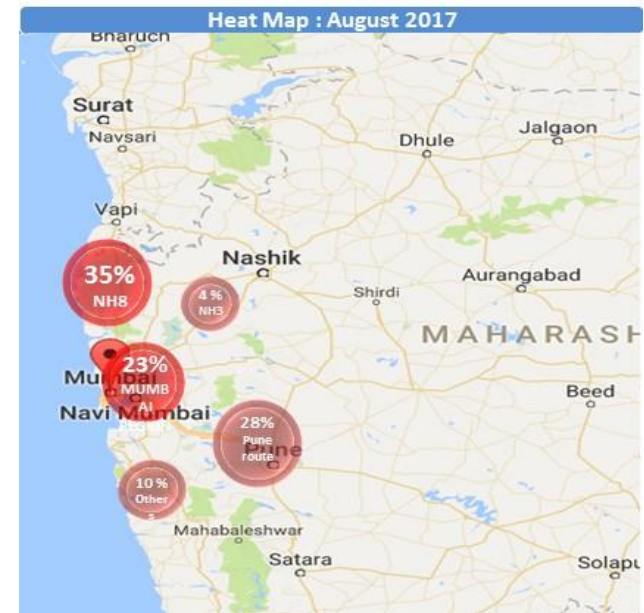 Heat Map : August 2017
Bharuch
Surat
Navsari
Dhule
Jalgaon
Vapi
Nashik
35%
NH8
4 %
NH3
Shirdi
Aurangabad
MAHARASH
23%
Mumbai
MUMB
AI
Navi Mumbai
Beed
28%
Pune
route
Pune
10 %
Other
s
Mahabaleshwar
Satara
Solapu